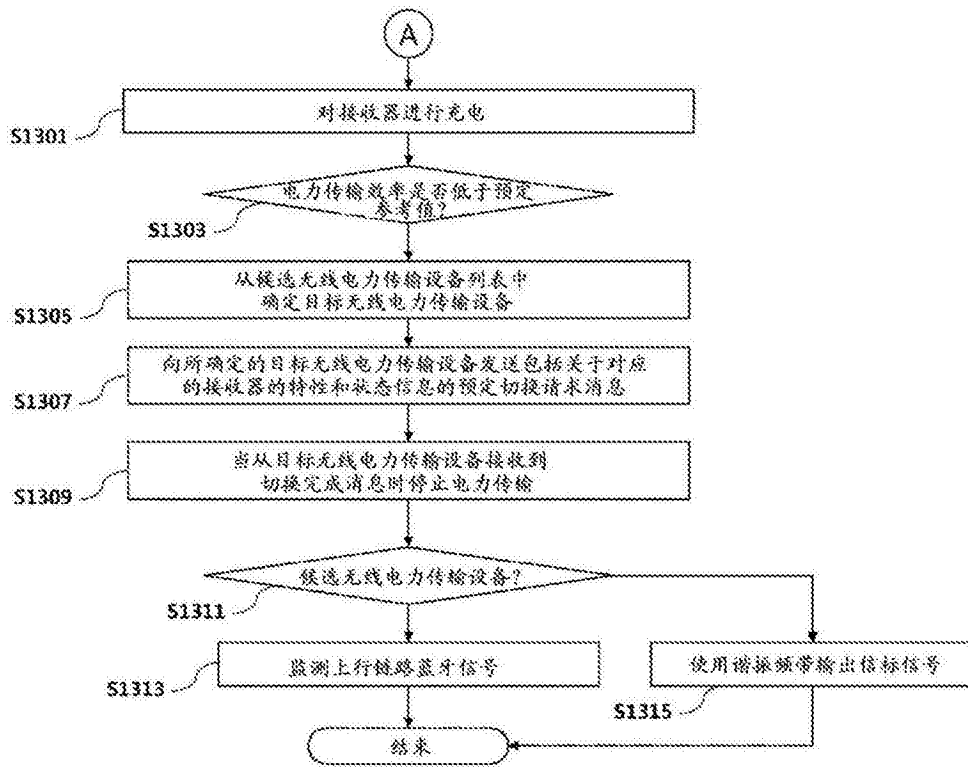 A
对接收器进行充电
S1301
电力传输效率是否低于预定
参考值?
S1303
从候选无线电力传输设备列表中
确定目标无线电力传输设备
S1305
向所确定的目标无线电力传输设备发送包括关于对应
的接收器的特性和状态信息的预定切换请求消息
S1307
当从目标无线电力传输设备接收到
切换完成消息时停止电力传输
S1309
候选无线电力传输设备?
S1311
监测上行链路蓝牙信号
S1313
使用谐振频带输出信标信号
S1315
结束